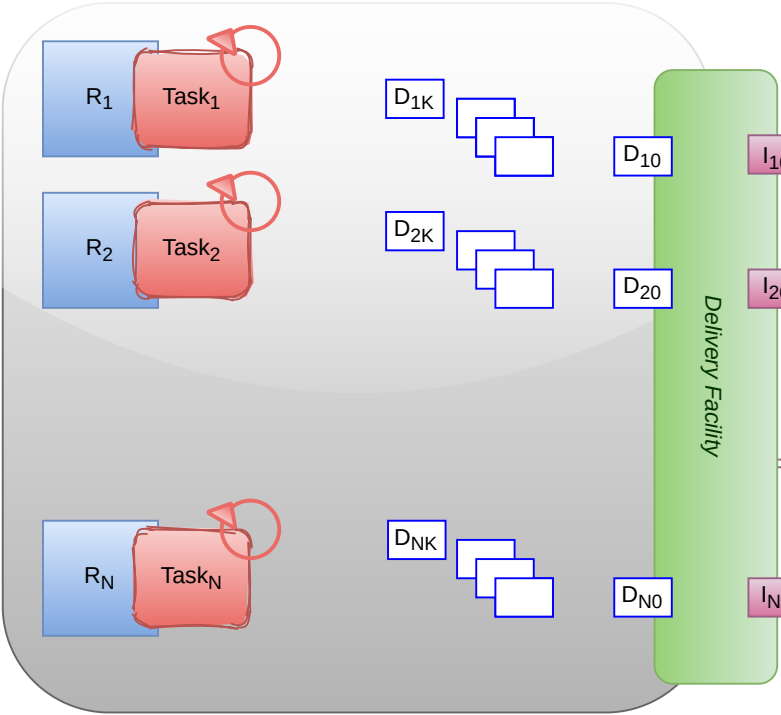 R1 Task1 D1K
D10
R2 Task2 D2K
D20
Delivery Facility
RN TaskN DNK
DN0